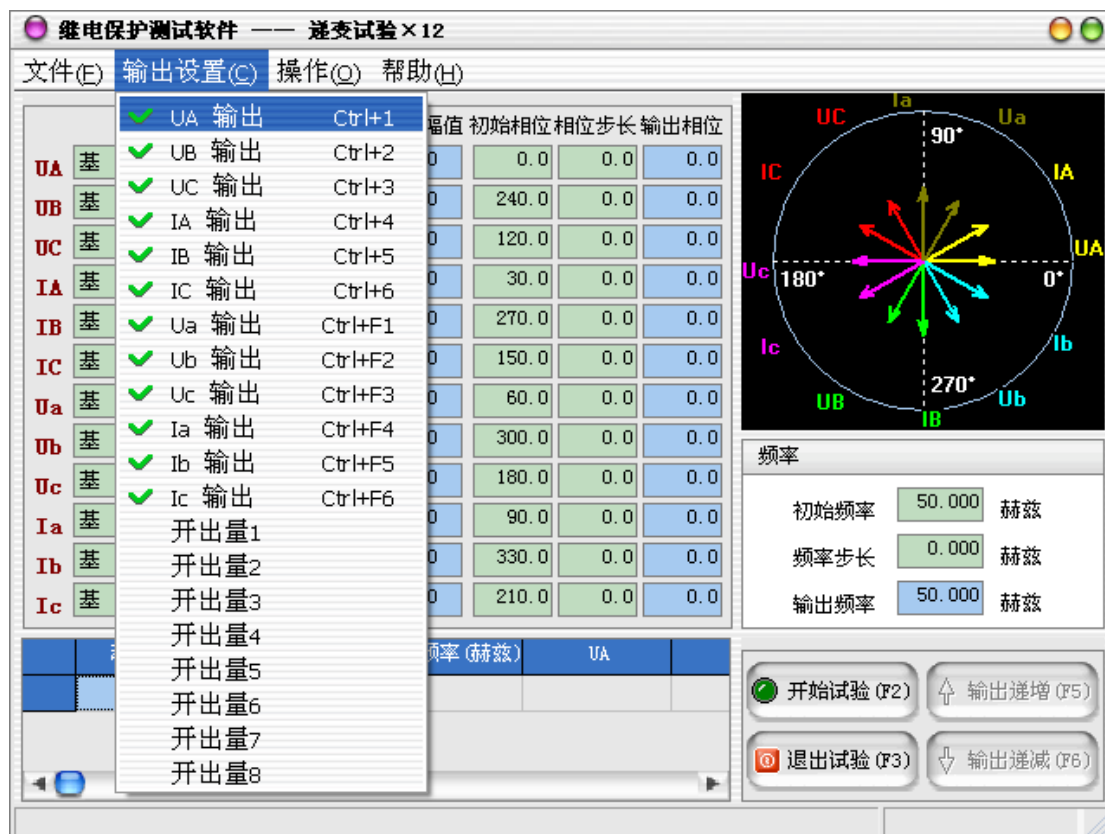 继电保护测试软件 —— 递变试验×12
文件(F) 输出设置(C) 操作(O) 帮助(H)
UA 输出 Ctrl+1
UB 输出 Ctrl+2
UC 输出 Ctrl+3
IA 输出 Ctrl+4
IB 输出 Ctrl+5
IC 输出 Ctrl+6
Ua 输出 Ctrl+F1
Ub 输出 Ctrl+F2
Uc 输出 Ctrl+F3
Ia 输出 Ctrl+F4
Ib 输出 Ctrl+F5
Ic 输出 Ctrl+F6
开出量1
开出量2
开出量3
开出量4
开出量5
开出量6
开出量7
开出量8
幅值 初始相位 相位步长 输出相位
UA 基 0 0.0 0.0 0.0
UB 基 0 240.0 0.0 0.0
UC 基 0 120.0 0.0 0.0
IA 基 0 30.0 0.0 0.0
IB 基 0 270.0 0.0 0.0
IC 基 0 150.0 0.0 0.0
Ua 基 0 60.0 0.0 0.0
Ub 基 0 300.0 0.0 0.0
Uc 基 0 180.0 0.0 0.0
Ia 基 0 90.0 0.0 0.0
Ib 基 0 330.0 0.0 0.0
Ic 基 0 210.0 0.0 0.0
Ia
UC Ua
90°
IC IA
UA
Uc 180° 0°
Ic Ib
270°
UB Ub
IB
频率
初始频率 50.000 赫兹
频率步长 0.000 赫兹
输出频率 50.000 赫兹
频率(赫兹) UA
开始试验(F2) 输出递增(F5)
退出试验(F3) 输出递减(F6)